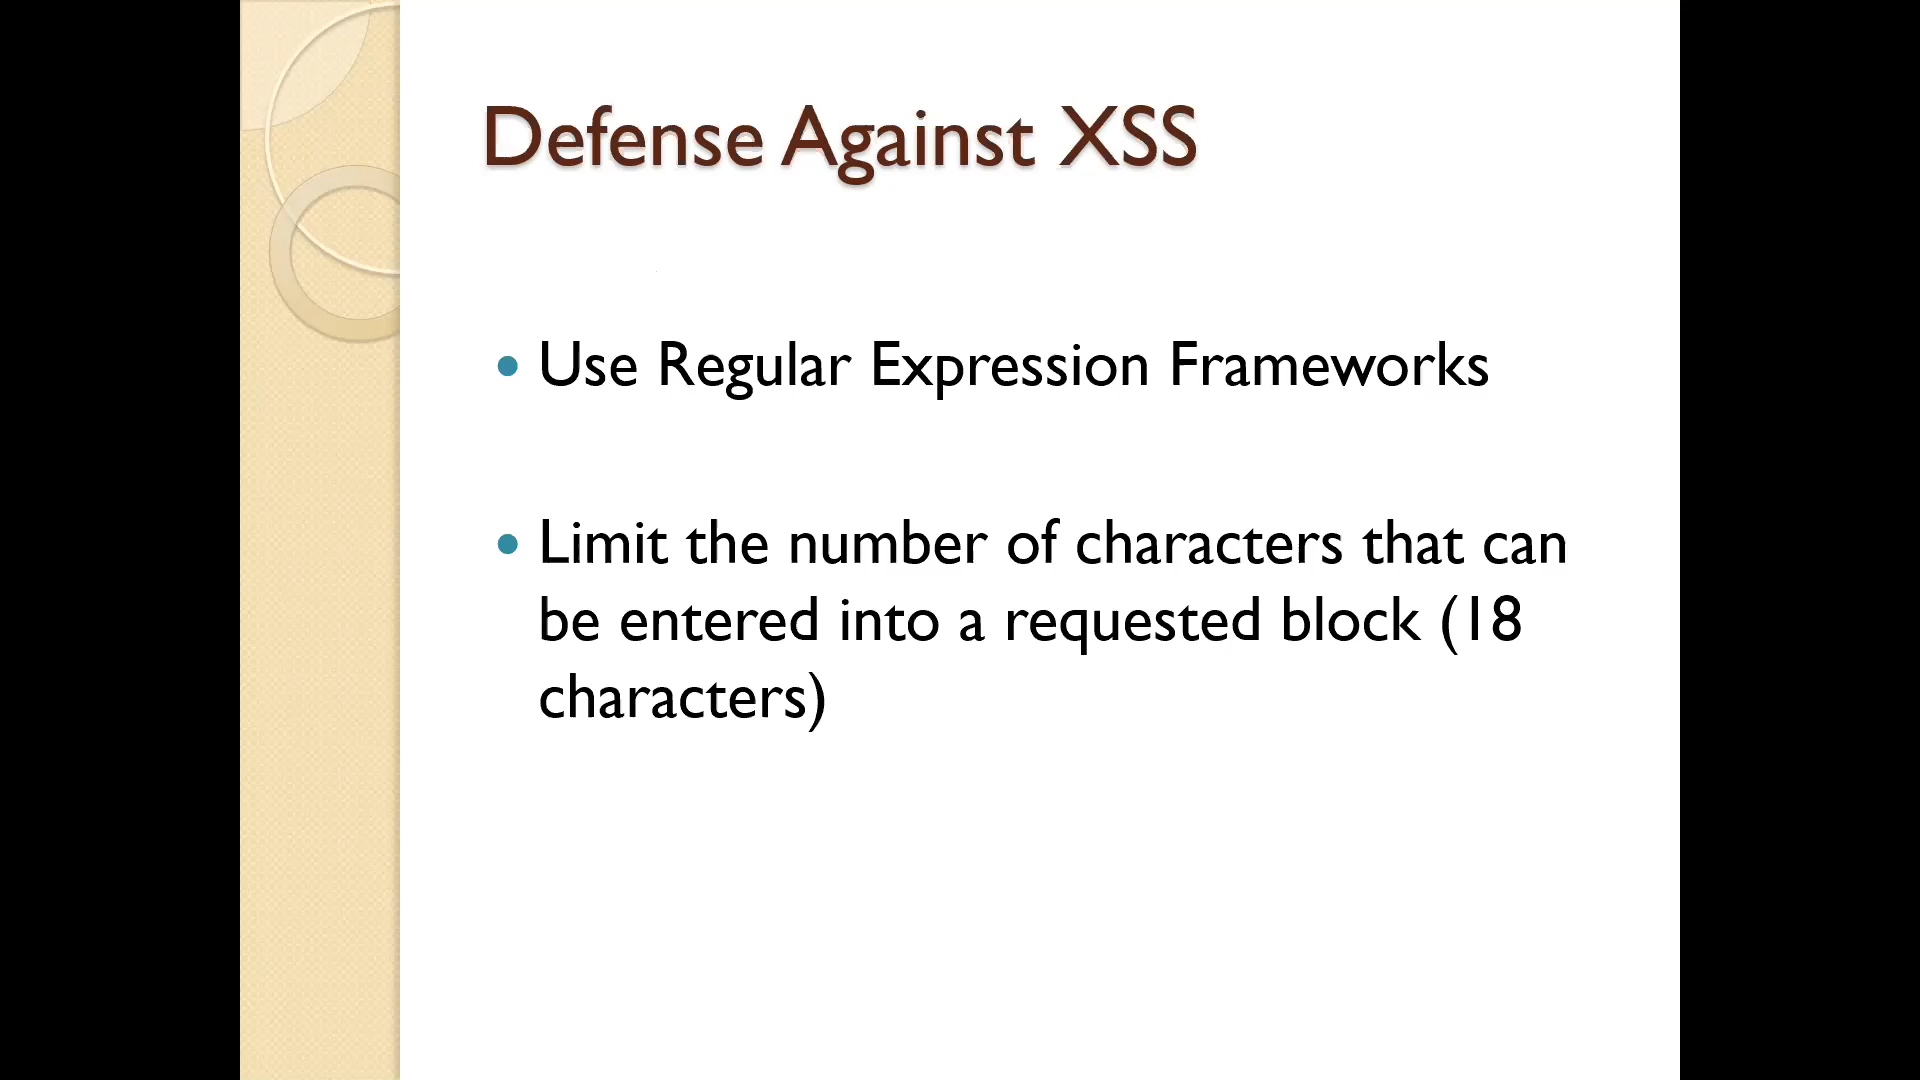 Defense Against XSS
• Use Regular Expression Frameworks
• Limit the number of characters that can
be entered into a requested block (18
characters)